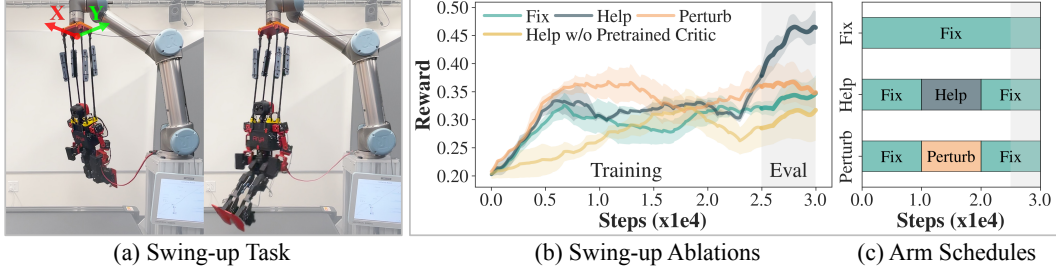 X Y
(a) Swing-up Task
Reward
0.50
0.45
0.40
0.35
0.30
0.25
0.20
Fix Help Perturb
Help w/o Pretrained Critic
Training Eval
0.0 0.5 1.0 1.5 2.0 2.5 3.0
Steps (x1e4)
(b) Swing-up Ablations
Fix
Fix
Help
Fix Help Fix
Perturb
Fix Perturb Fix
0.0 1.0 2.0 3.0
Steps (x1e4)
(c) Arm Schedules